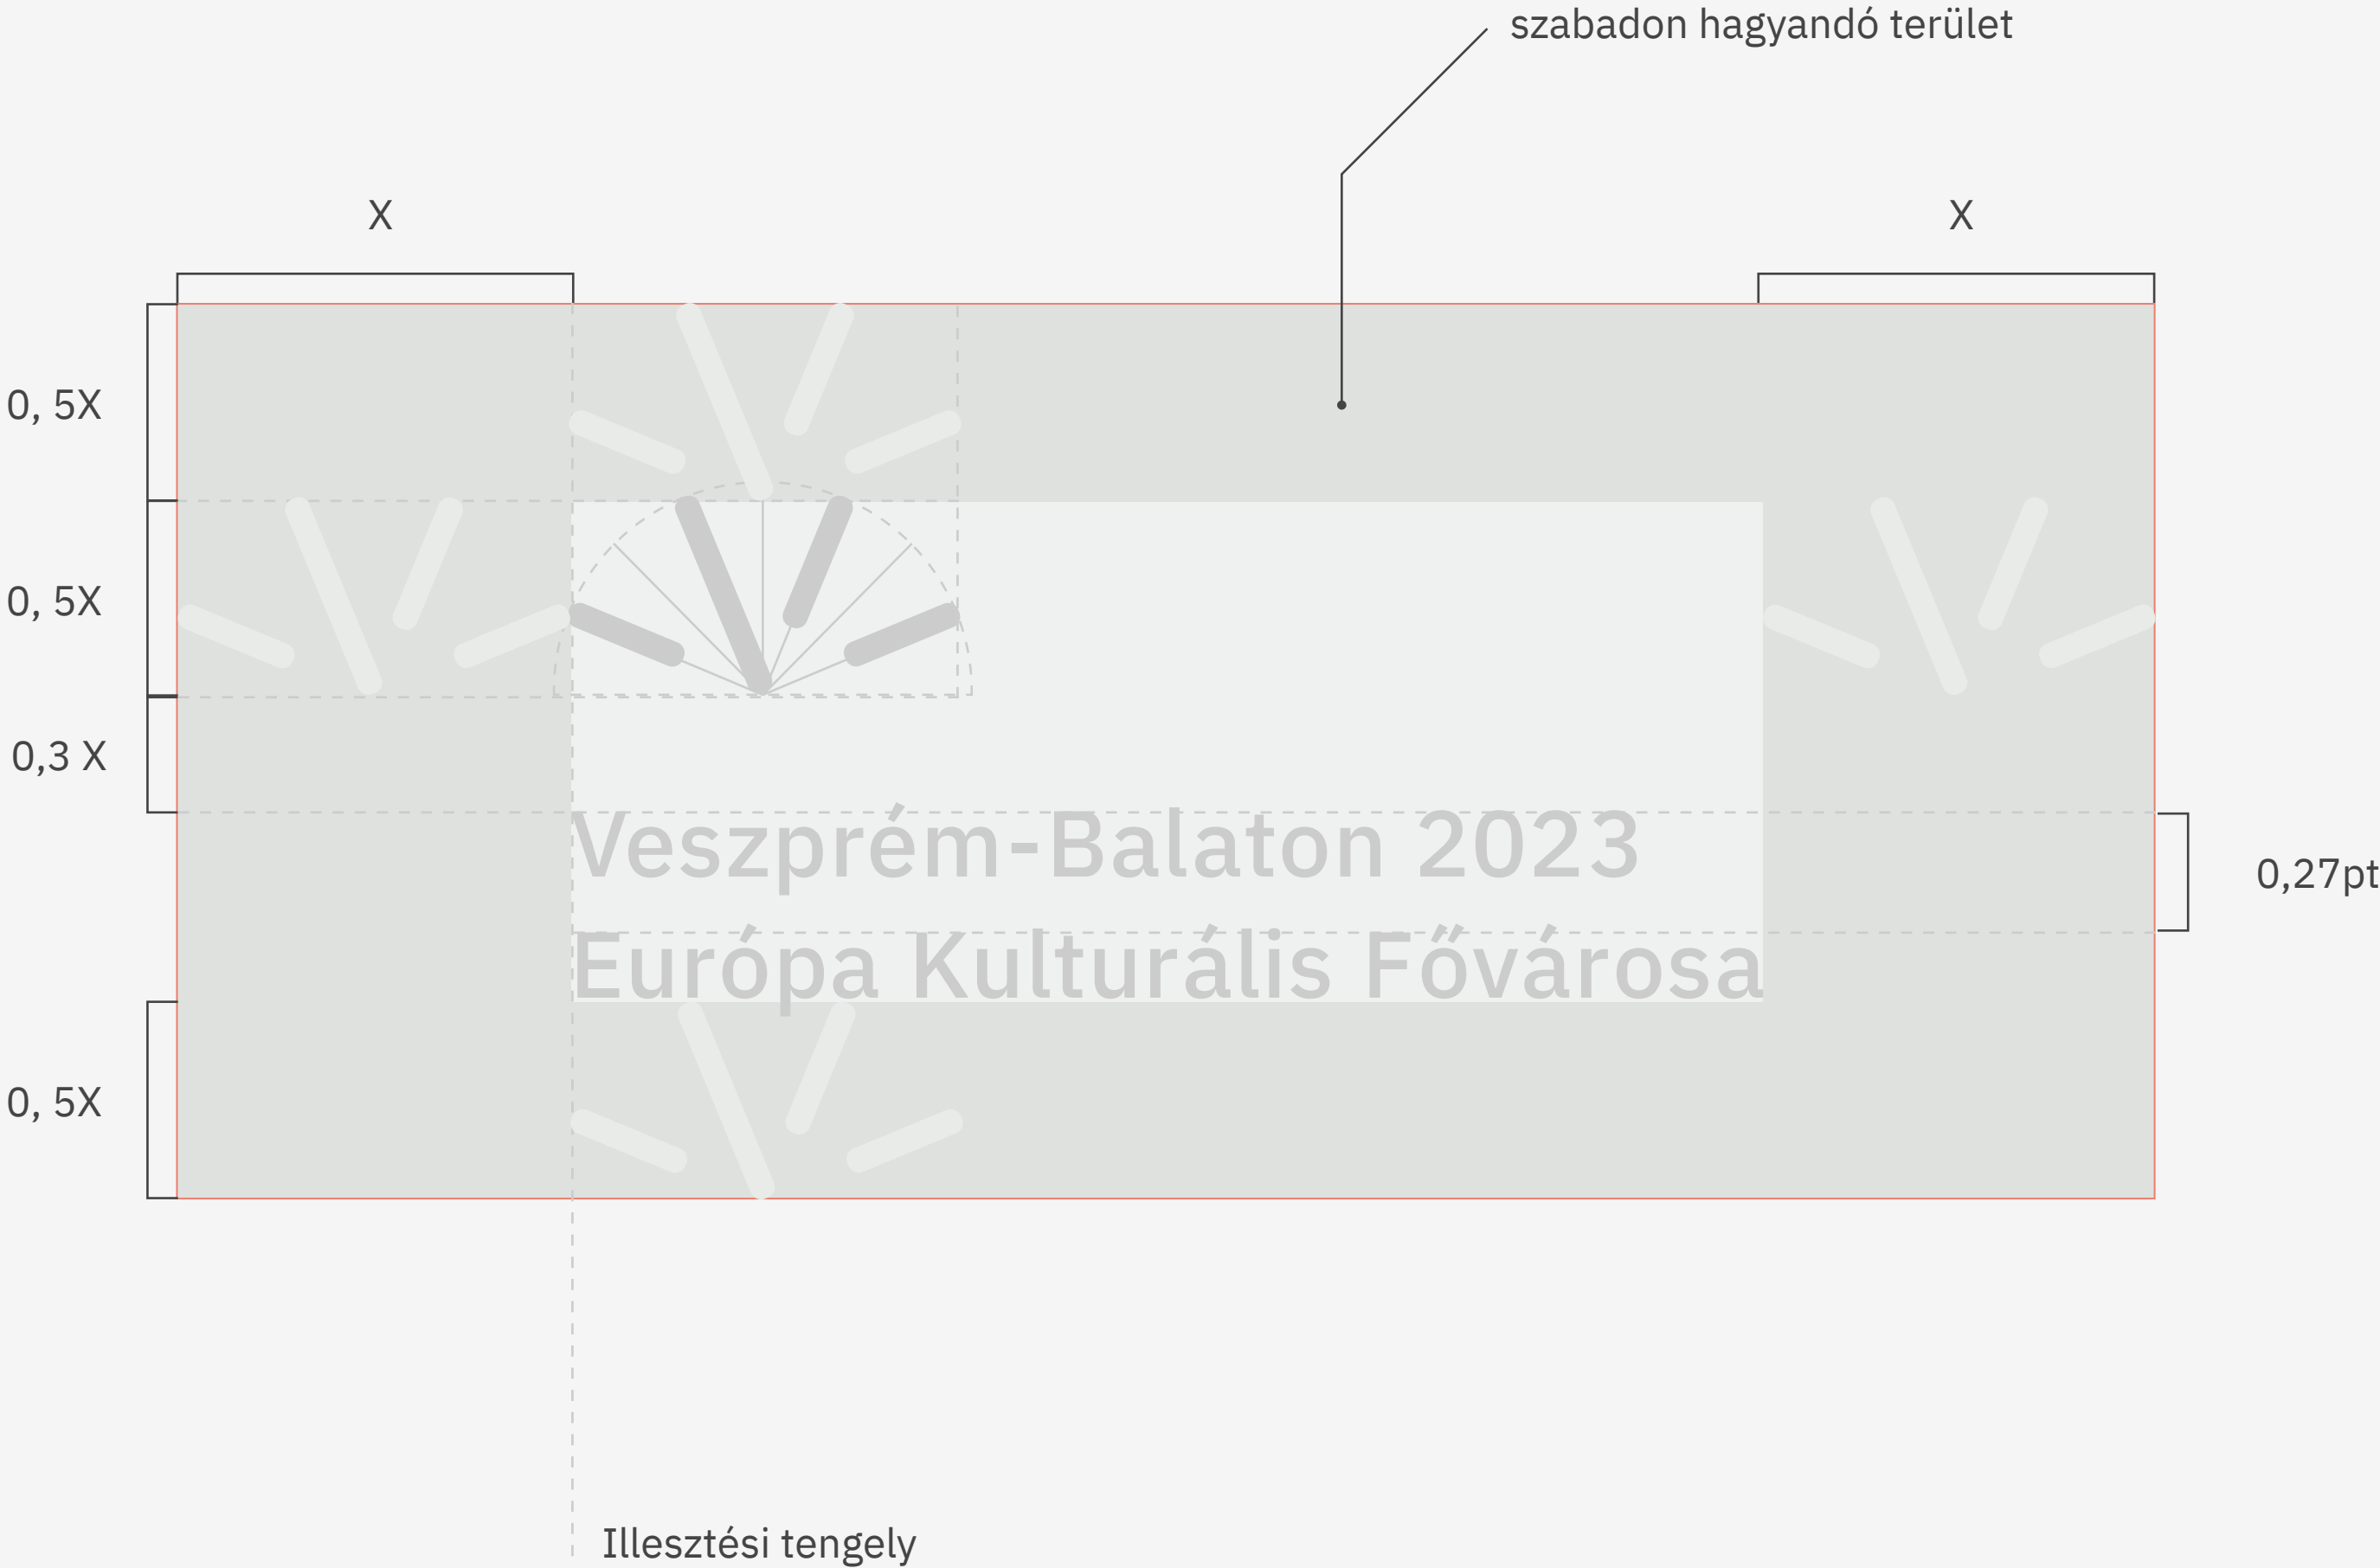 szabadon hagyandó terület
X
X
0, 5X
0, 5X
0,3 X
Veszprém-Balaton 2023
0,27pt
Európa Kulturális Fővárosa
0, 5X
Illesztési tengely